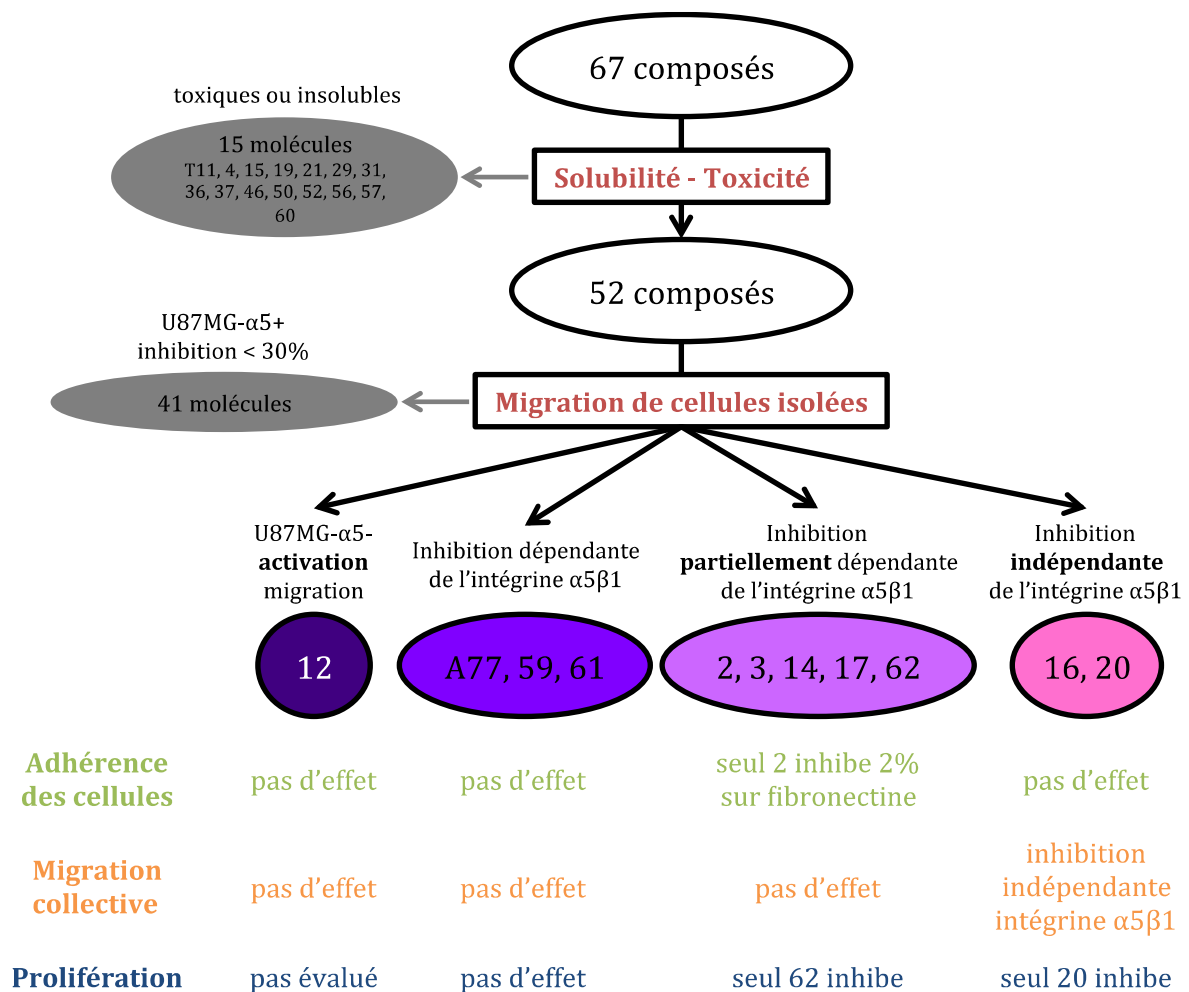 67 composés
toxiques ou insolubles
15 molécules
T11, 4, 15, 19, 21, 29, 31,
36, 37, 46, 50, 52, 56, 57,
60
Solubilité - Toxicité
52 composés
U87MG-α5+
inhibition < 30%
41 molécules
Migration de cellules isolées
U87MG-α5-
activation
migration
Inhibition dépendante
de l'intégrine α5β1
Inhibition
partiellement dépendante
de l'intégrine α5β1
Inhibition
indépendante
de l'intégrine α5β1
12
A77, 59, 61
2, 3, 14, 17, 62
16, 20
Adhérence
des cellules
pas d'effet
pas d'effet
seul 2 inhibe 2%
sur fibronectine
pas d'effet
Migration
collective
pas d'effet
pas d'effet
pas d'effet
inhibition
indépendante
intégrine α5β1
Prolifération
pas évalué
pas d'effet
seul 62 inhibe
seul 20 inhibe